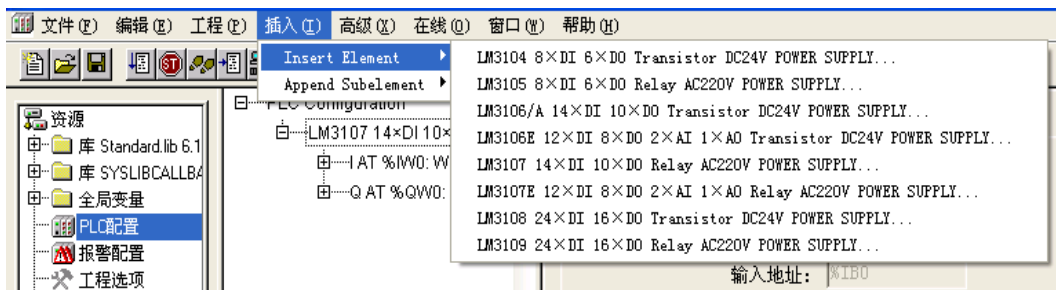 文件(F) 编辑(E) 工程(P) 插入(I) 高级(X) 在线(O) 窗口(W) 帮助(H)
Insert Element
Append Subelement
LM3104 8×DI 6×DO Transistor DC24V POWER SUPPLY...
LM3105 8×DI 6×DO Relay AC220V POWER SUPPLY...
LM3106/A 14×DI 10×DO Transistor DC24V POWER SUPPLY...
LM3106E 12×DI 8×DO 2×AI 1×AO Transistor DC24V POWER SUPPLY...
LM3107 14×DI 10×DO Relay AC220V POWER SUPPLY...
LM3107E 12×DI 8×DO 2×AI 1×AO Relay AC220V POWER SUPPLY...
LM3108 24×DI 16×DO Transistor DC24V POWER SUPPLY...
LM3109 24×DI 16×DO Relay AC220V POWER SUPPLY...
资源
库 Standard.lib 6.1
库 SYSLIBCALLBA
全局变量
PLC配置
报警配置
工程选项
PLC Configuration
LM3107 14×DI 10×
I AT %IW0: W
Q AT %QW0:
输入地址: %IB0